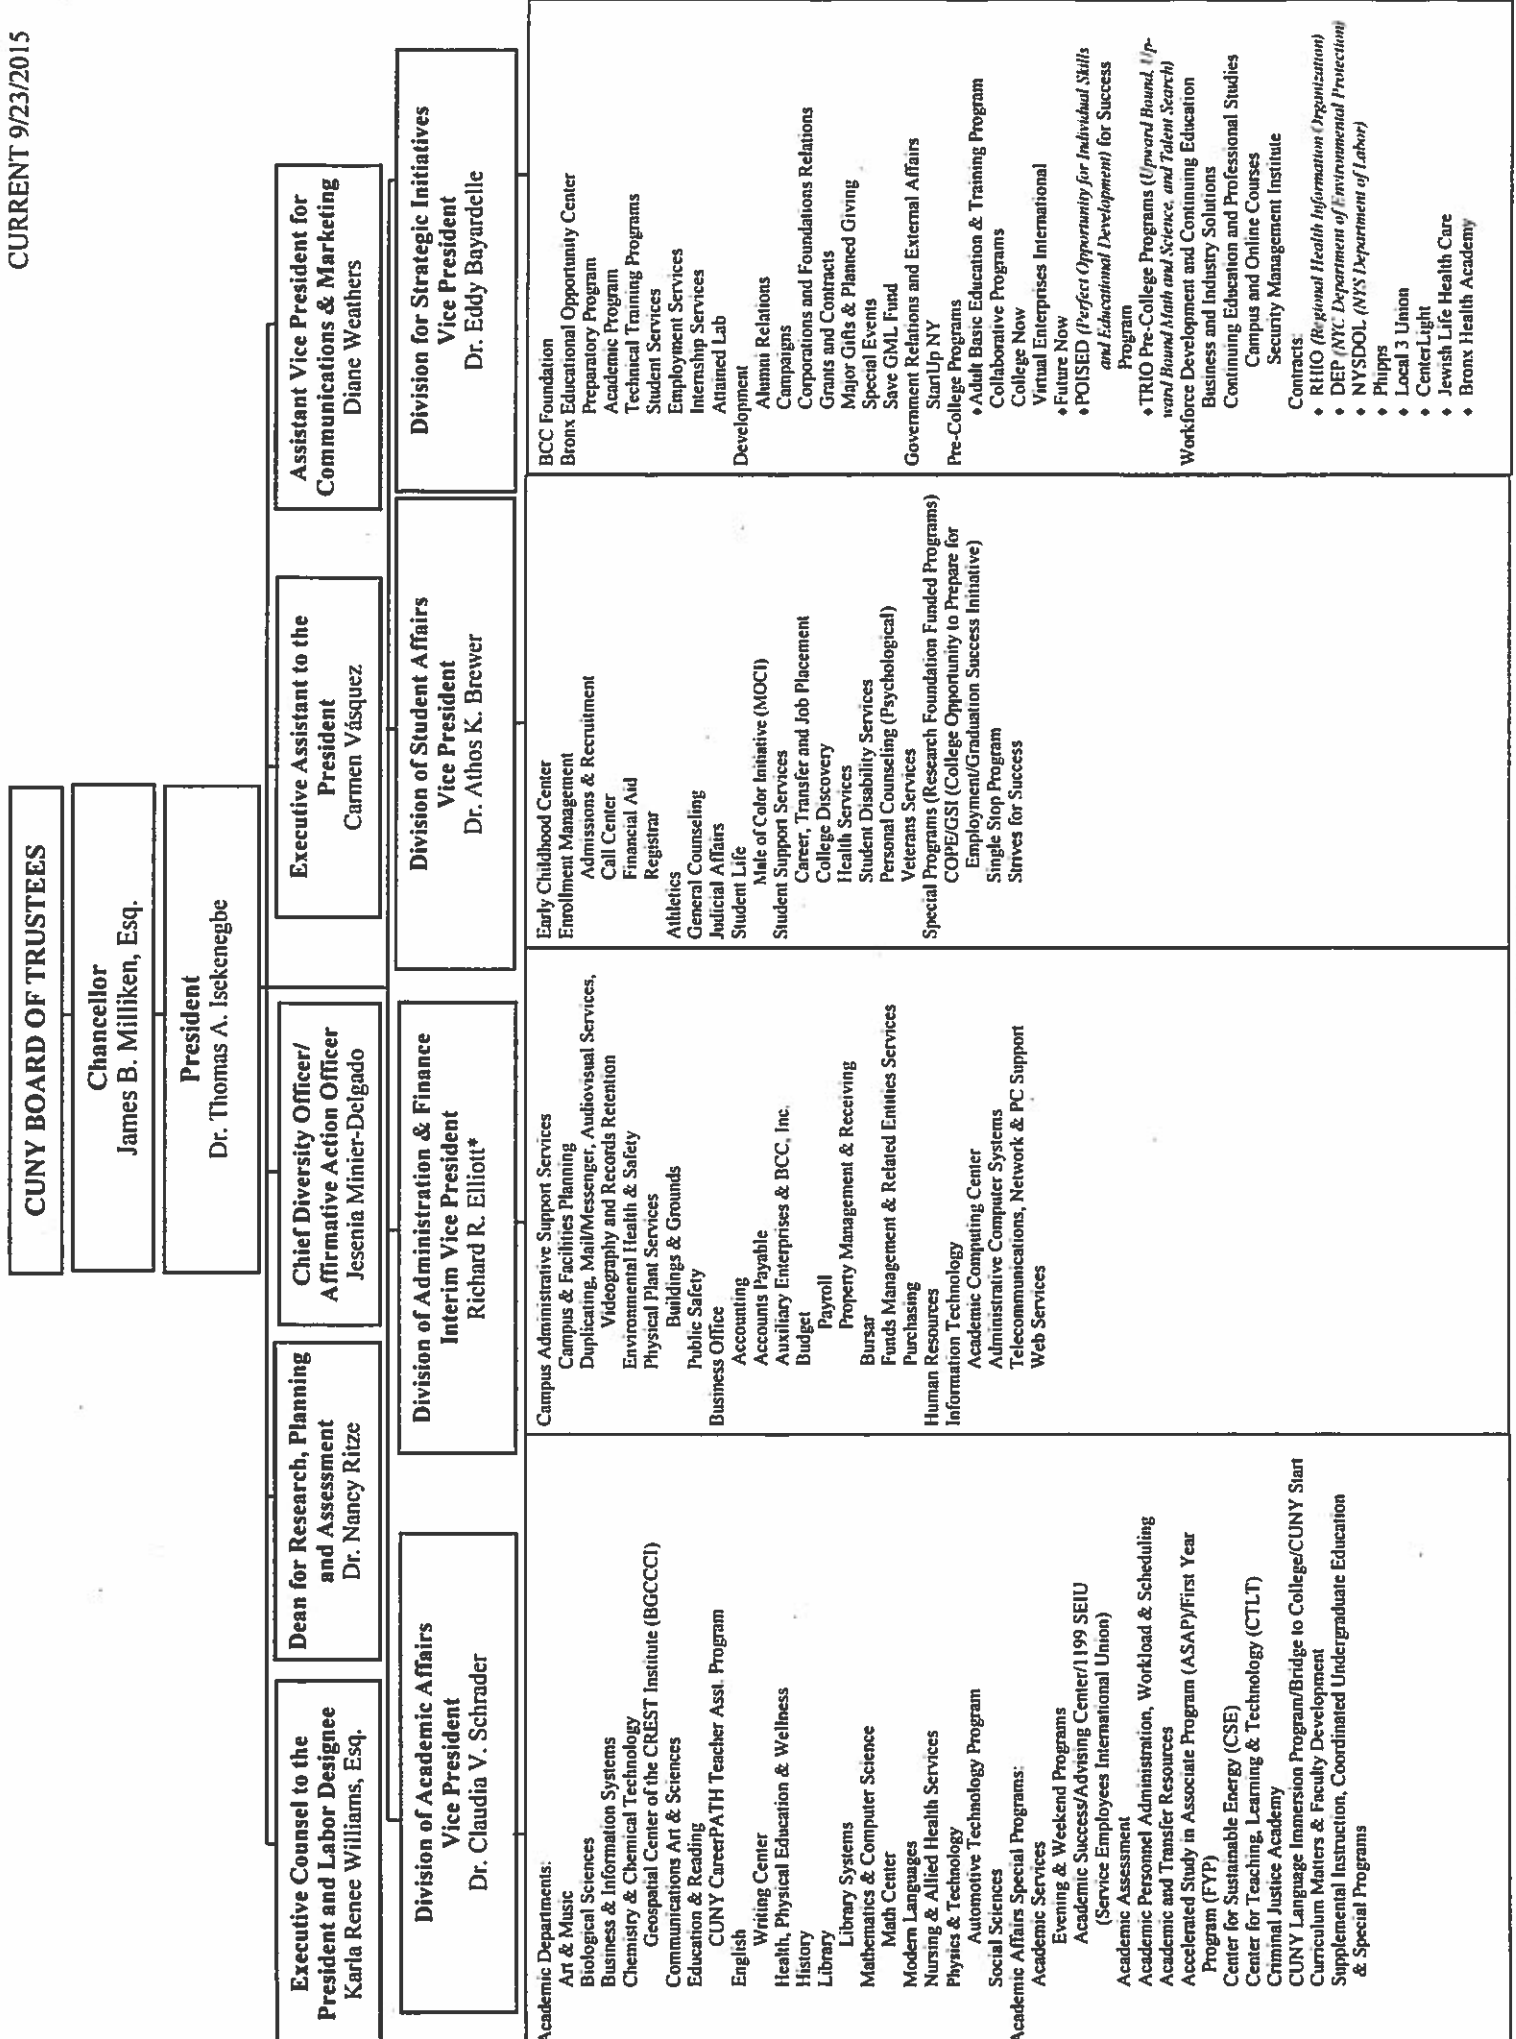 CURRENT 9/23/2015
CUNY BOARD OF TRUSTEES
Chancellor
James B. Milliken, Esq.
President
Dr. Thomas A. Isekenegbe
Executive Counsel to the
President and Labor Designee
Karla Renee Williams, Esq.
Dean for Research, Planning
and Assessment
Dr. Nancy Ritze
Chief Diversity Officer/
Affirmative Action Officer
Jesenia Minier-Delgado
Executive Assistant to the
President
Carmen Vásquez
Assistant Vice President for
Communications & Marketing
Diane Weathers
Division of Academic Affairs
Vice President
Dr. Claudia V. Schrader
Division of Administration & Finance
Interim Vice President
Richard R. Elliott*
Division of Student Affairs
Vice President
Dr. Athos K. Brewer
Division for Strategic Initiatives
Vice President
Dr. Eddy Bayardelle
Academic Departments:
Art & Music
Biological Sciences
Business & Information Systems
Chemistry & Chemical Technology
Geospatial Center of the CREST Institute (BGCCCI)
Communications Art & Sciences
Education & Reading
CUNY CareerPATH Teacher Asst. Program
English
Writing Center
Health, Physical Education & Wellness
History
Library
Library Systems
Mathematics & Computer Science
Math Center
Modern Languages
Nursing & Allied Health Services
Physics & Technology
Automotive Technology Program
Social Sciences
Academic Affairs Special Programs:
Academic Services
Evening & Weekend Programs
Academic Success/Advising Center/1199 SEIU
(Service Employees International Union)
Academic Assessment
Academic Personnel Administration, Workload & Scheduling
Academic and Transfer Resources
Accelerated Study in Associate Program (ASAP)/First Year
Program (FYP)
Center for Sustainable Energy (CSE)
Center for Teaching, Learning & Technology (CTLT)
Criminal Justice Academy
CUNY Language Immersion Program/Bridge to College/CUNY Start
Curriculum Matters & Faculty Development
Supplemental Instruction, Coordinated Undergraduate Education
& Special Programs
Campus Administrative Support Services
Campus & Facilities Planning
Duplicating, Mail/Messenger, Audiovisual Services,
Videography and Records Retention
Environmental Health & Safety
Physical Plant Services
Buildings & Grounds
Public Safety
Business Office
Accounting
Accounts Payable
Auxiliary Enterprises & BCC, Inc.
Budget
Payroll
Property Management & Receiving
Bursar
Funds Management & Related Entities Services
Purchasing
Human Resources
Information Technology
Academic Computing Center
Administrative Computer Systems
Telecommunications, Network & PC Support
Web Services
Early Childhood Center
Enrollment Management
Admissions & Recruitment
Call Center
Financial Aid
Registrar
Athletics
General Counseling
Judicial Affairs
Student Life
Male of Color Initiative (MOCI)
Student Support Services
Career, Transfer and Job Placement
College Discovery
Health Services
Student Disability Services
Personal Counseling (Psychological)
Veterans Services
Special Programs (Research Foundation Funded Programs)
COPE/GSI (College Opportunity to Prepare for
Employment/Graduation Success Initiative)
Single Stop Program
Strives for Success
BCC Foundation
Bronx Educational Opportunity Center
Preparatory Program
Academic Program
Technical Training Programs
Student Services
Employment Services
Internship Services
Attained Lab
Development
Alumni Relations
Campaigns
Corporations and Foundations Relations
Grants and Contracts
Major Gifts & Planned Giving
Special Events
Save GML Fund
Government Relations and External Affairs
StartUp NY
Pre-College Programs
♦ Adult Basic Education & Training Program
Collaborative Programs
College Now
Virtual Enterprises International
♦ Future Now
♦ POISED (Perfect Opportunity for Individual Skills
and Educational Development) for Success
Program
♦ TRIO Pre-College Programs (Upward Bound, Up-
ward Bound Math and Science, and Talent Search)
Workforce Development and Continuing Education
Business and Industry Solutions
Continuing Education and Professional Studies
Campus and Online Courses
Security Management Institute
Contracts:
♦ RHIO (Regional Health Information Organization)
♦ DEP (NYC Department of Environmental Protection)
♦ NYSDOL (NYS Department of Labor)
♦ Phipps
♦ Local 3 Union
♦ CenterLight
♦ Jewish Life Health Care
♦ Bronx Health Academy